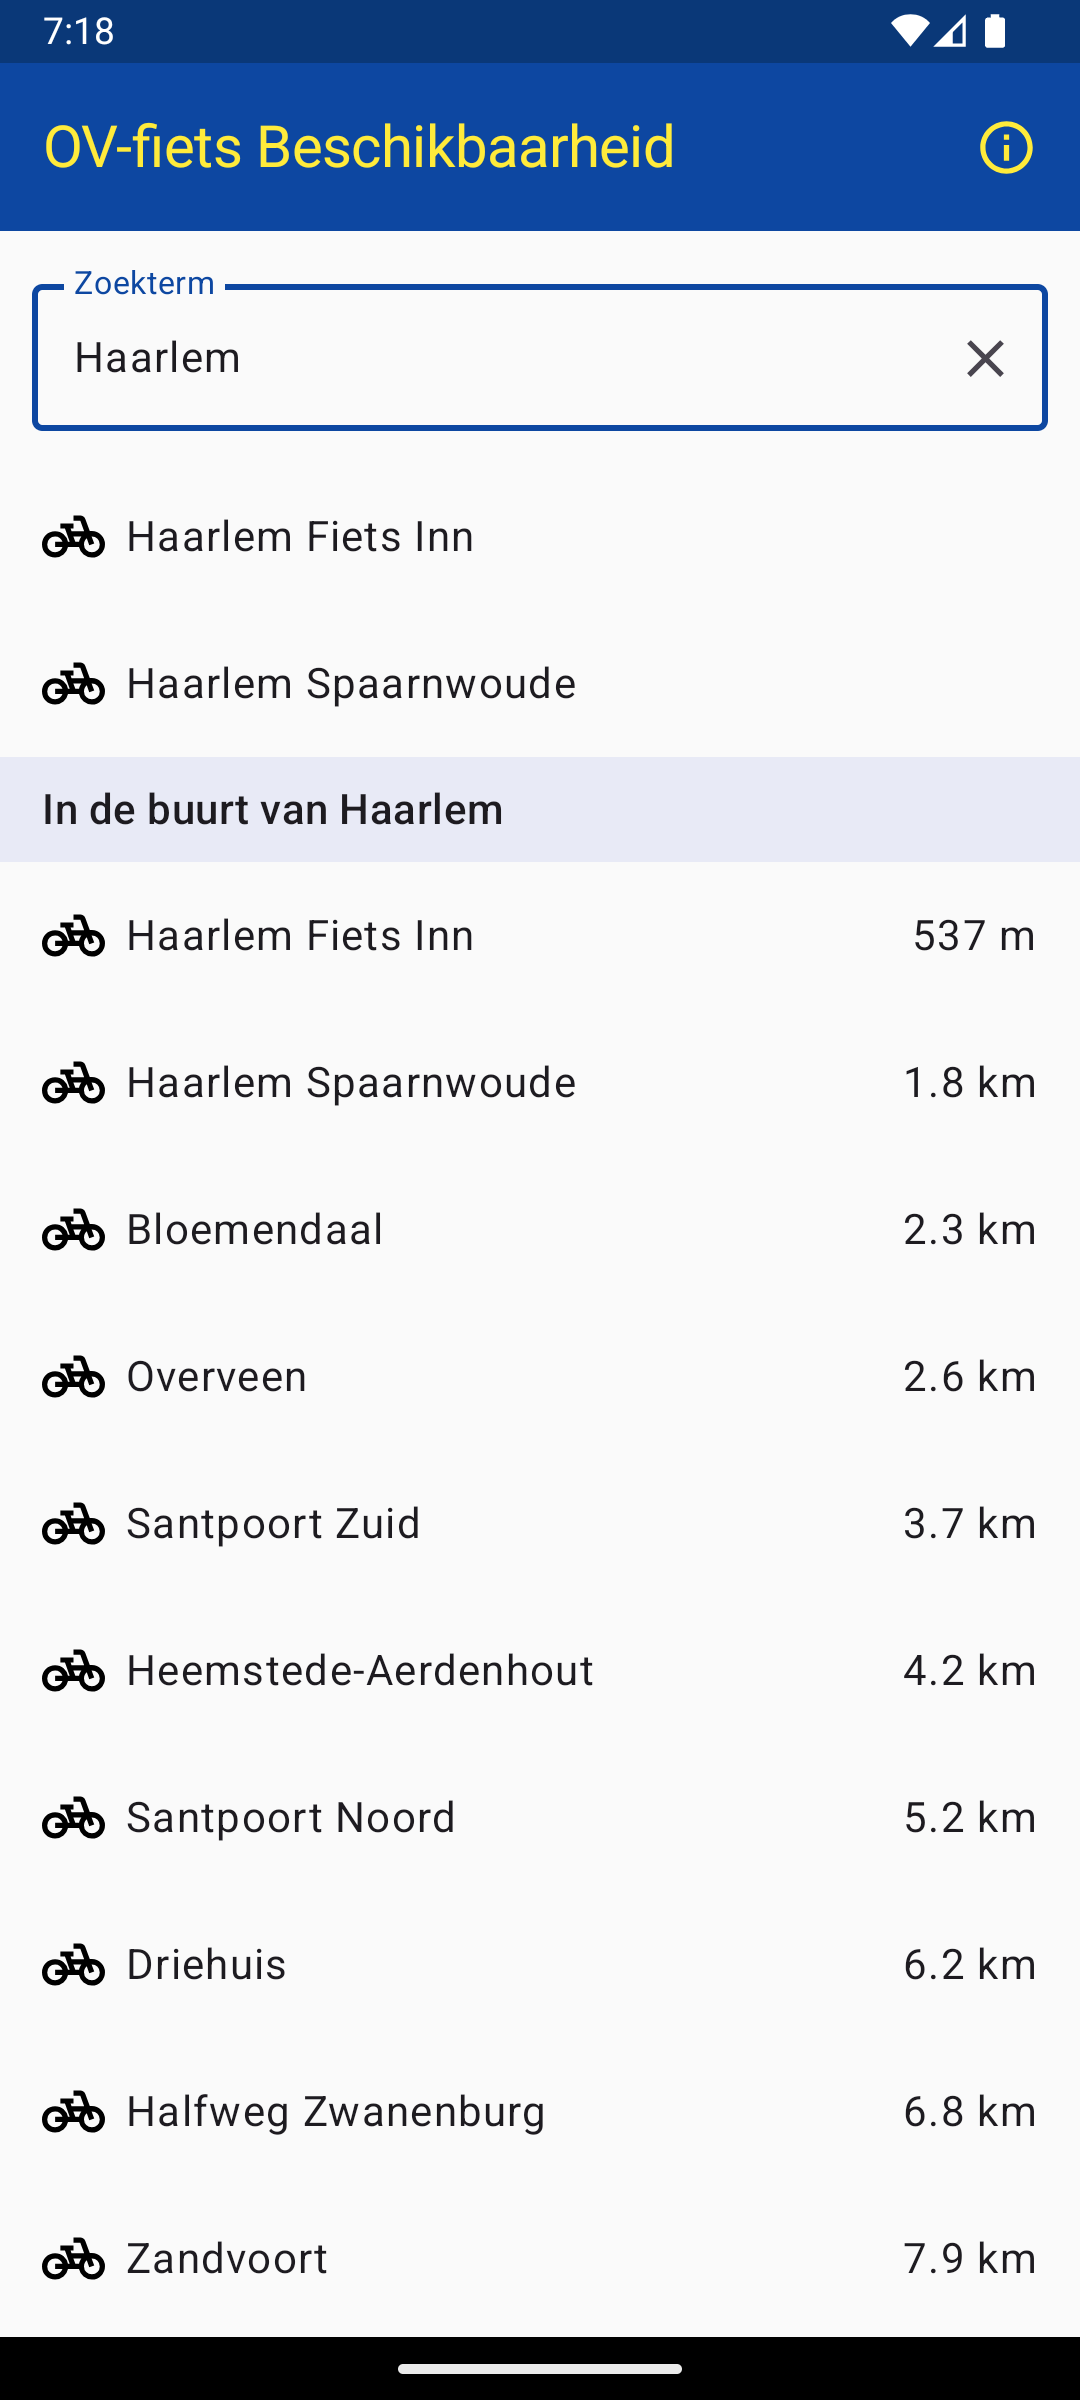 7:18
OV-fiets Beschikbaarheid
Zoekterm
Haarlem
Haarlem Fiets Inn
Haarlem Spaarnwoude
In de buurt van Haarlem
Haarlem Fiets Inn 537 m
Haarlem Spaarnwoude 1.8 km
Bloemendaal 2.3 km
Overveen 2.6 km
Santpoort Zuid 3.7 km
Heemstede-Aerdenhout 4.2 km
Santpoort Noord 5.2 km
Driehuis 6.2 km
Halfweg Zwanenburg 6.8 km
Zandvoort 7.9 km